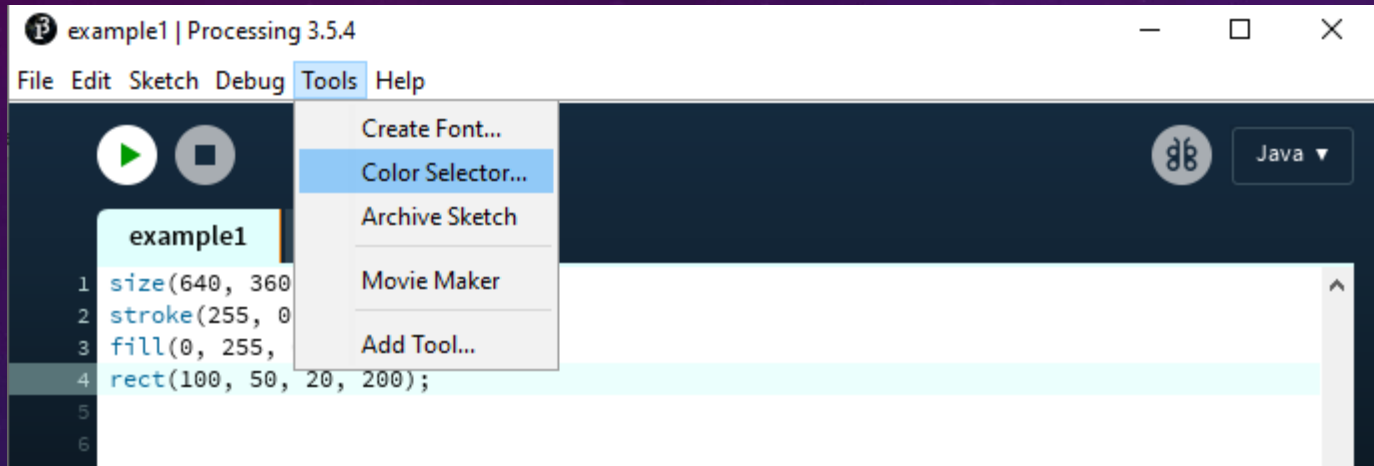 example1 | Processing 3.5.4
File Edit Sketch Debug Tools Help
Create Font...
Color Selector...
Archive Sketch
Movie Maker
Add Tool...
Java ▾
example1
1 size(640, 360
2 stroke(255, 0
3 fill(0, 255,
4 rect(100, 50, 20, 200);
5
6